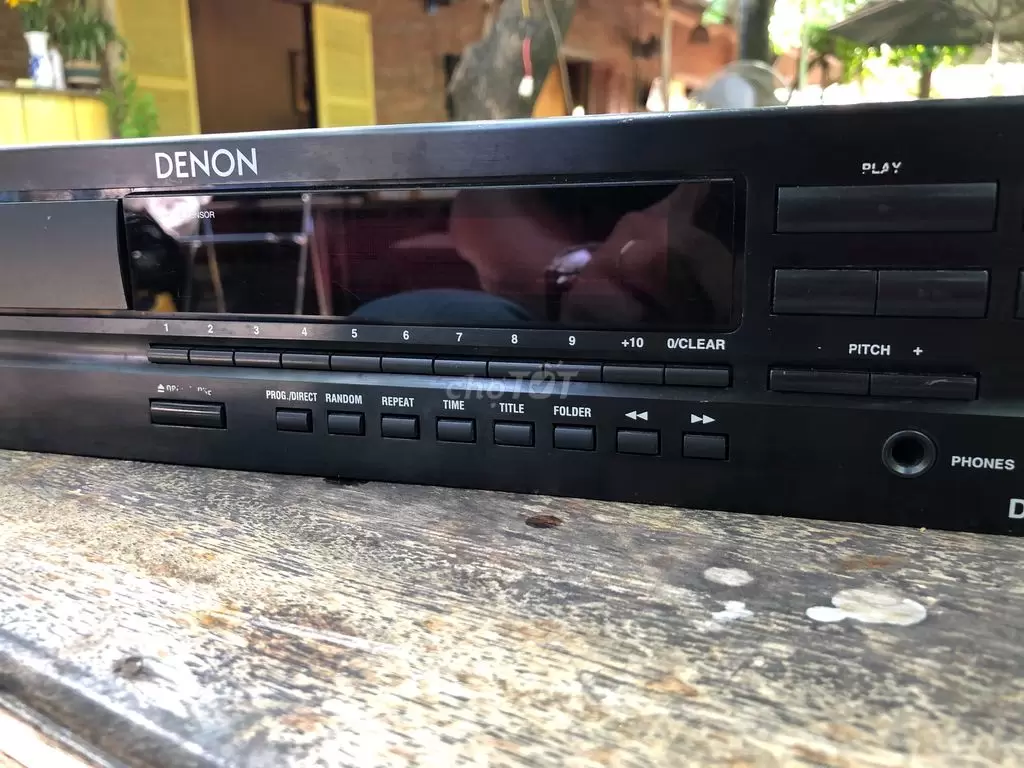 DENON
PLAY
1 2 3 4 5 6 7 8 9 +10 0/CLEAR
- PITCH +
chợTỐT
PROG./DIRECT RANDOM REPEAT TIME TITLE FOLDER
PHONES
D